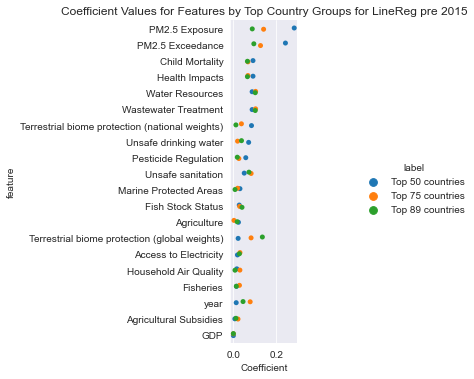 Coefficient Values for Features by Top Country Groups for LineReg pre 2015
PM2.5 Exposure
PM2.5 Exceedance
Child Mortality
Health Impacts
Water Resources
Wastewater Treatment
Terrestrial biome protection (national weights)
Unsafe drinking water
Pesticide Regulation
Unsafe sanitation
Marine Protected Areas
Fish Stock Status
Agriculture
Terrestrial biome protection (global weights)
Access to Electricity
Household Air Quality
Fisheries
year
Agricultural Subsidies
GDP
feature
0.0 0.2
Coefficient
label
Top 50 countries
Top 75 countries
Top 89 countries